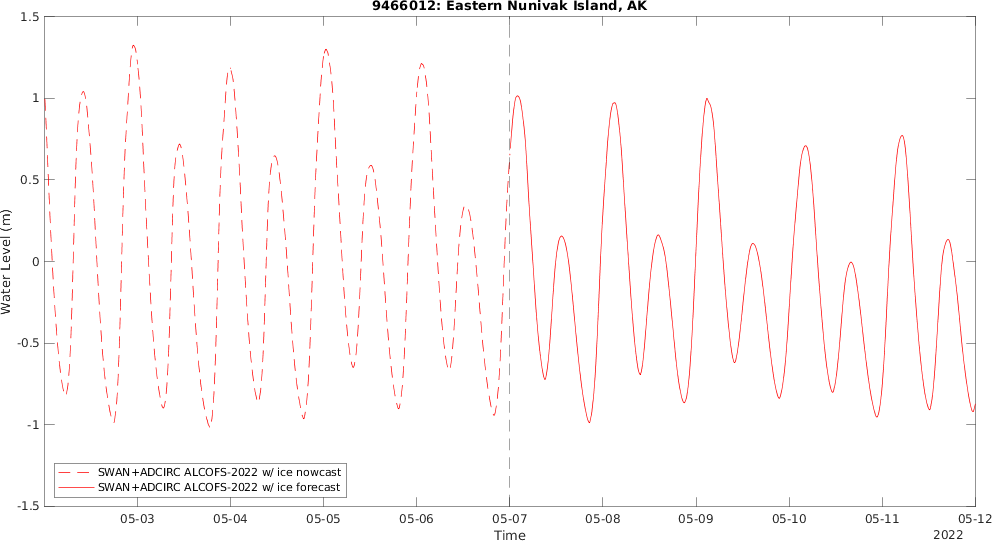 9466012: Eastern Nunivak Island, AK
Water Level (m)
1.5
1
0.5
0
-0.5
-1
-1.5
SWAN+ADCIRC ALCOFS-2022 w/ ice nowcast
SWAN+ADCIRC ALCOFS-2022 w/ ice forecast
05-03 05-04 05-05 05-06 05-07 05-08 05-09 05-10 05-11 05-12
Time
2022